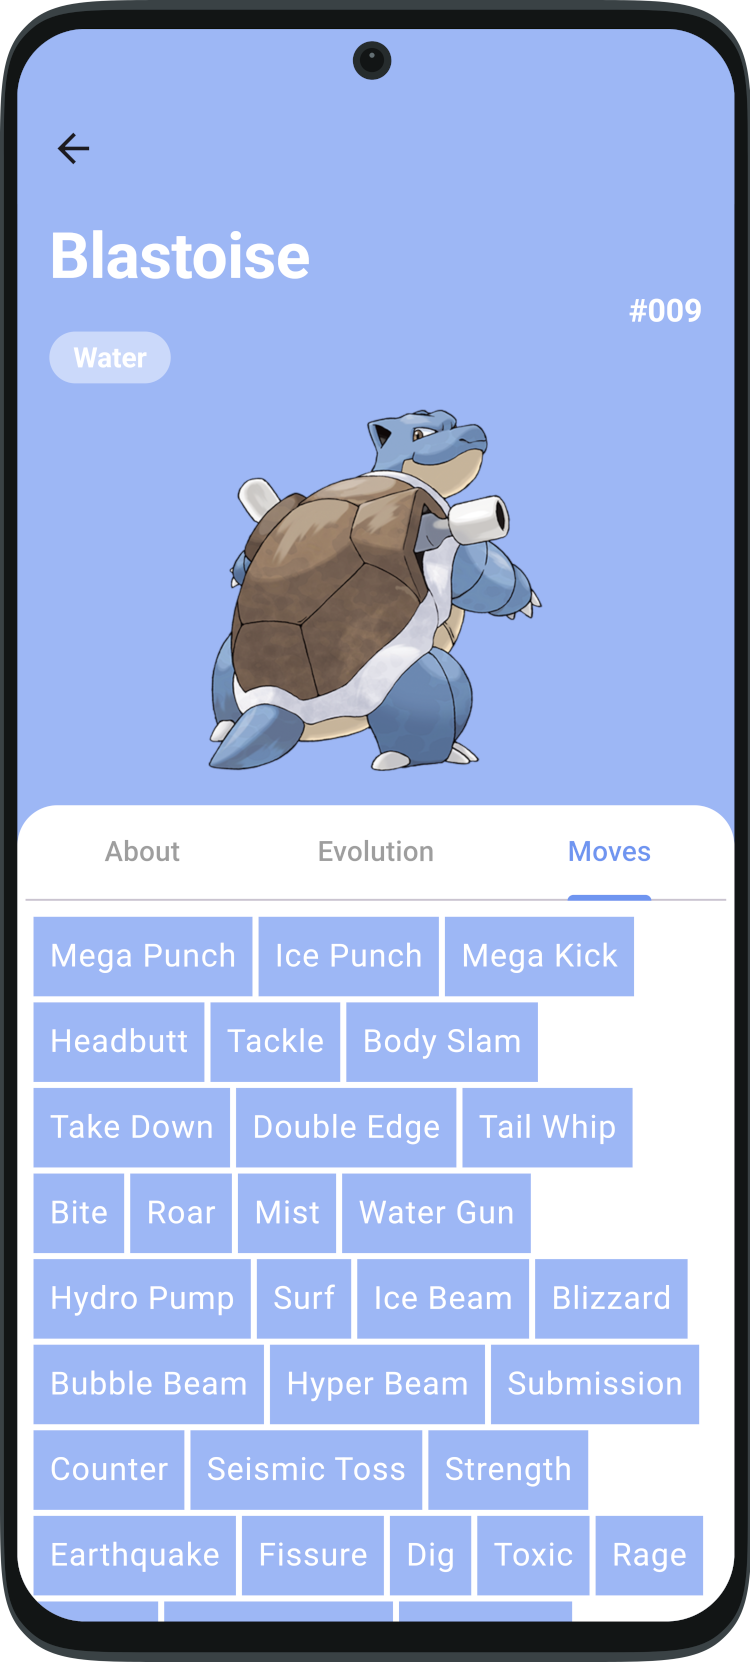 Blastoise
#009
Water
About Evolution Moves
Mega Punch Ice Punch Mega Kick
Headbutt Tackle Body Slam
Take Down Double Edge Tail Whip
Bite Roar Mist Water Gun
Hydro Pump Surf Ice Beam Blizzard
Bubble Beam Hyper Beam Submission
Counter Seismic Toss Strength
Earthquake Fissure Dig Toxic Rage